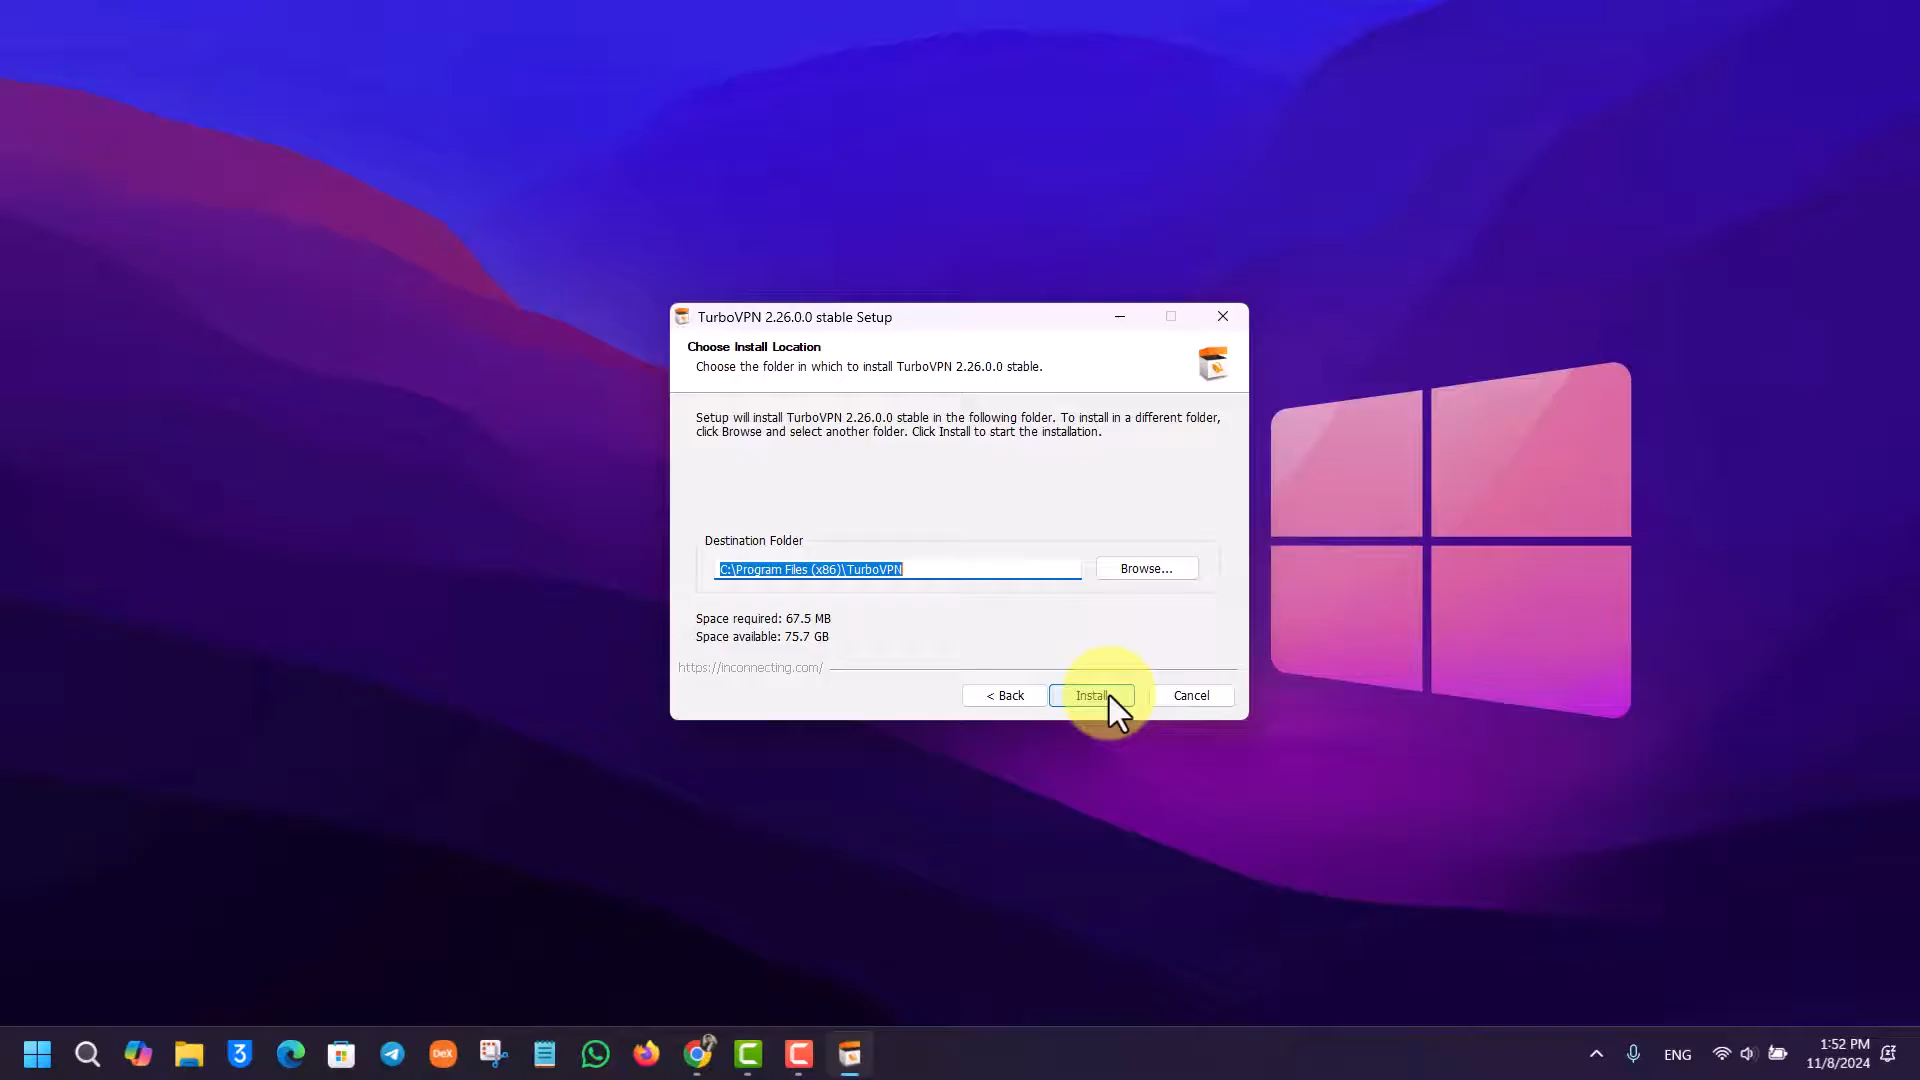 TurboVPN 2.26.0.0 stable Setup
Choose Install Location
Choose the folder in which to install TurboVPN 2.26.0.0 stable.
Setup will install TurboVPN 2.26.0.0 stable in the following folder. To install in a different folder,
click Browse and select another folder. Click Install to start the installation.
Destination Folder
C:\Program Files (x86)\TurboVPN
Browse...
Space required: 67.5 MB
Space available: 75.7 GB
https://inconnecting.com/
< Back
Install
Cancel
3
DeX
ENG
1:52 PM
11/8/2024